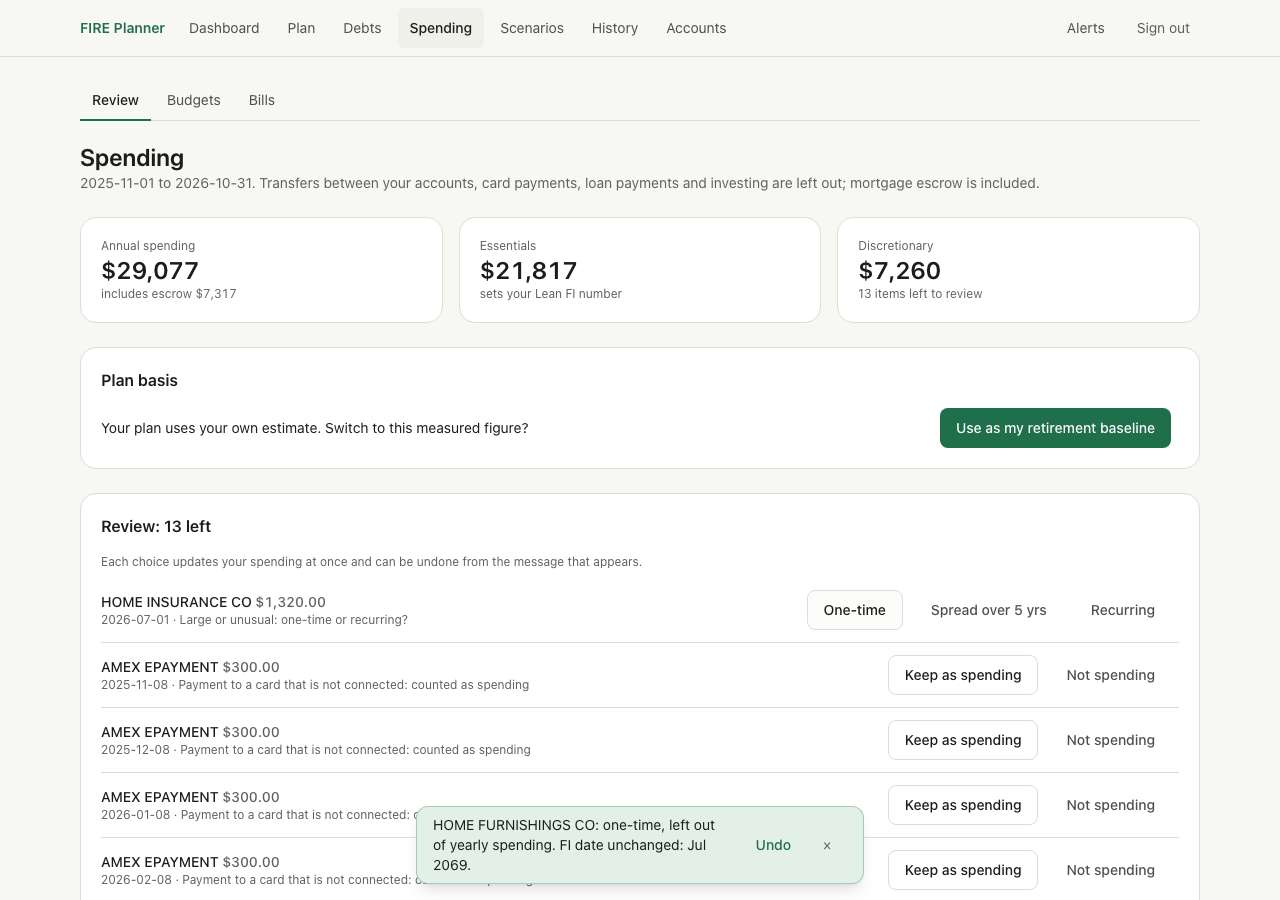 FIRE Planner Dashboard Plan Debts Spending Scenarios History Accounts Alerts Sign out
Review Budgets Bills
Spending
2025-11-01 to 2026-10-31. Transfers between your accounts, card payments, loan payments and investing are left out; mortgage escrow is included.
Annual spending
$29,077
includes escrow $7,317
Essentials
$21,817
sets your Lean FI number
Discretionary
$7,260
13 items left to review
Plan basis
Your plan uses your own estimate. Switch to this measured figure? Use as my retirement baseline
Review: 13 left
Each choice updates your spending at once and can be undone from the message that appears.
HOME INSURANCE CO $1,320.00
2026-07-01 · Large or unusual: one-time or recurring?
One-time Spread over 5 yrs Recurring
AMEX EPAYMENT $300.00
2025-11-08 · Payment to a card that is not connected: counted as spending
Keep as spending Not spending
AMEX EPAYMENT $300.00
2025-12-08 · Payment to a card that is not connected: counted as spending
Keep as spending Not spending
AMEX EPAYMENT $300.00
2026-01-08 · Payment to a card that is not connected:
Keep as spending Not spending
AMEX EPAYMENT $300.00
2026-02-08 · Payment to a card that is not connected:
Keep as spending Not spending
HOME FURNISHINGS CO: one-time, left out
of yearly spending. FI date unchanged: Jul
2069.
Undo ×